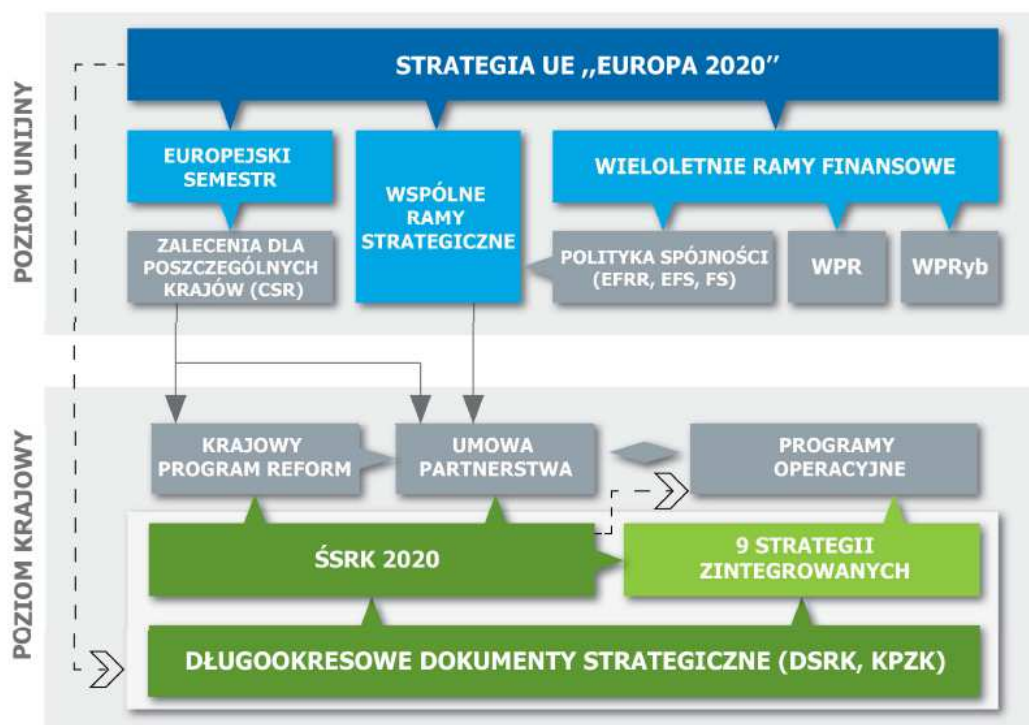 POZIOM UNIJNY
STRATEGIA UE „EUROPA 2020”
EUROPEJSKI
SEMESTR
WSPÓLNE
RAMY
STRATEGICZNE
WIELOLETNIE RAMY FINANSOWE
ZALECENIA DLA
POSZCZEGÓLNYCH
KRAJÓW (CSR)
POLITYKA SPÓJNOŚCI
(EFRR, EFS, FS)
WPR
WPRyb
POZIOM KRAJOWY
KRAJOWY
PROGRAM REFORM
UMOWA
PARTNERSTWA
PROGRAMY
OPERACYJNE
ŚSRK 2020
9 STRATEGII
ZINTEGROWANYCH
DŁUGOOKRESOWE DOKUMENTY STRATEGICZNE (DSRK, KPZK)